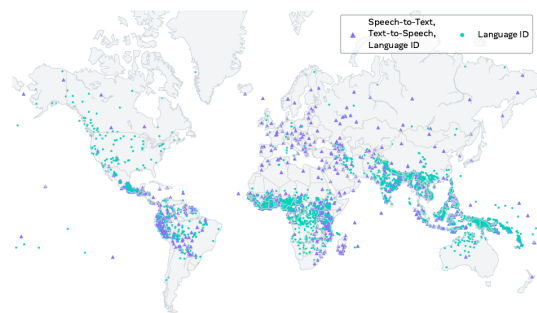 Speech-to-Text,
Text-to-Speech,
Language ID
Language ID